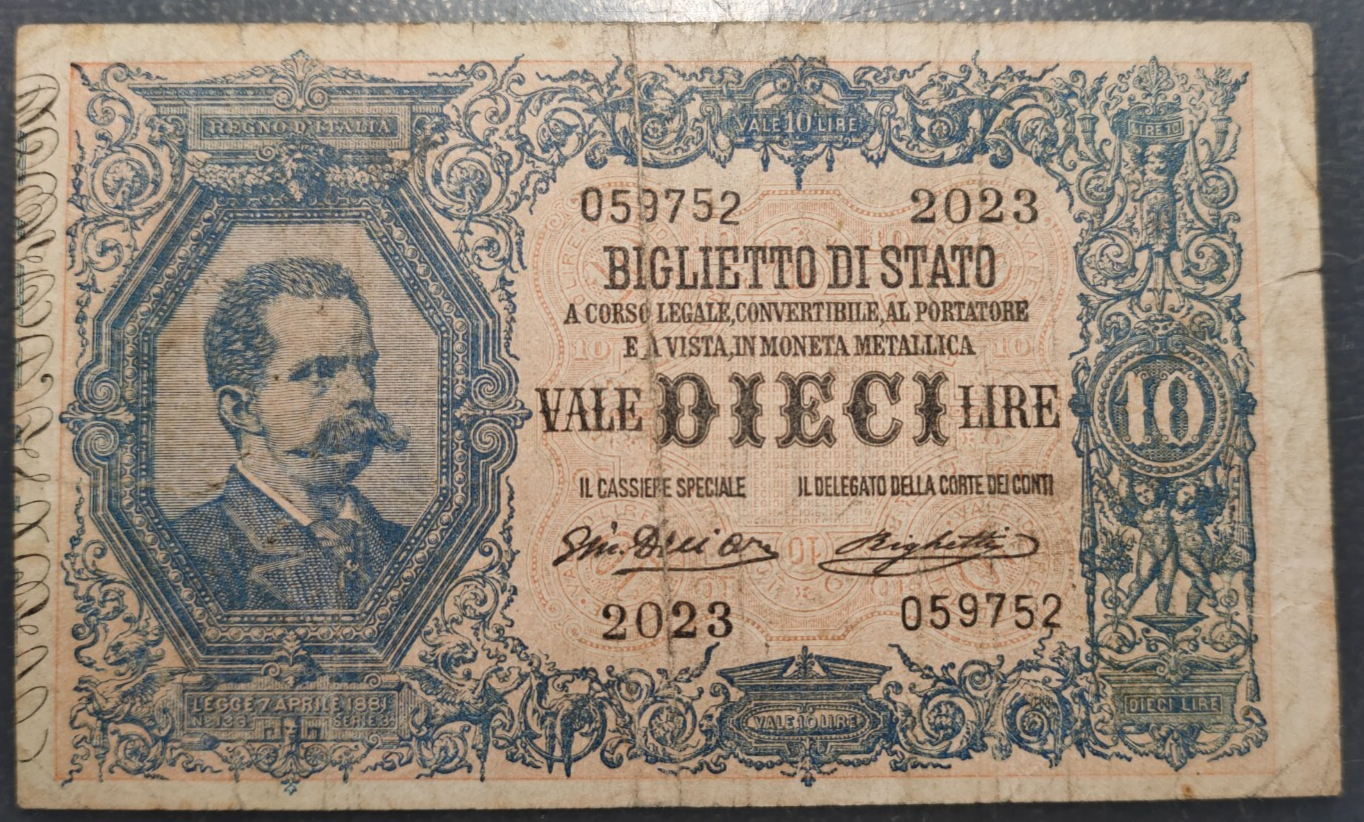 REGNO D'ITALIA
VALE 10 LIRE
LIRE 10
059752 2023
BIGLIETTO DI STATO
A CORSO LEGALE, CONVERTIBILE, AL PORTATORE
E A VISTA, IN MONETA METALLICA
VALE DIECI LIRE
10
IL CASSIERE SPECIALE IL DELEGATO DELLA CORTE DEI CONTI
Righetti
2023 059752
LEGGE 7 APRILE 1881
SERIE 3ª
VALE 10 LIRE
DIECI LIRE